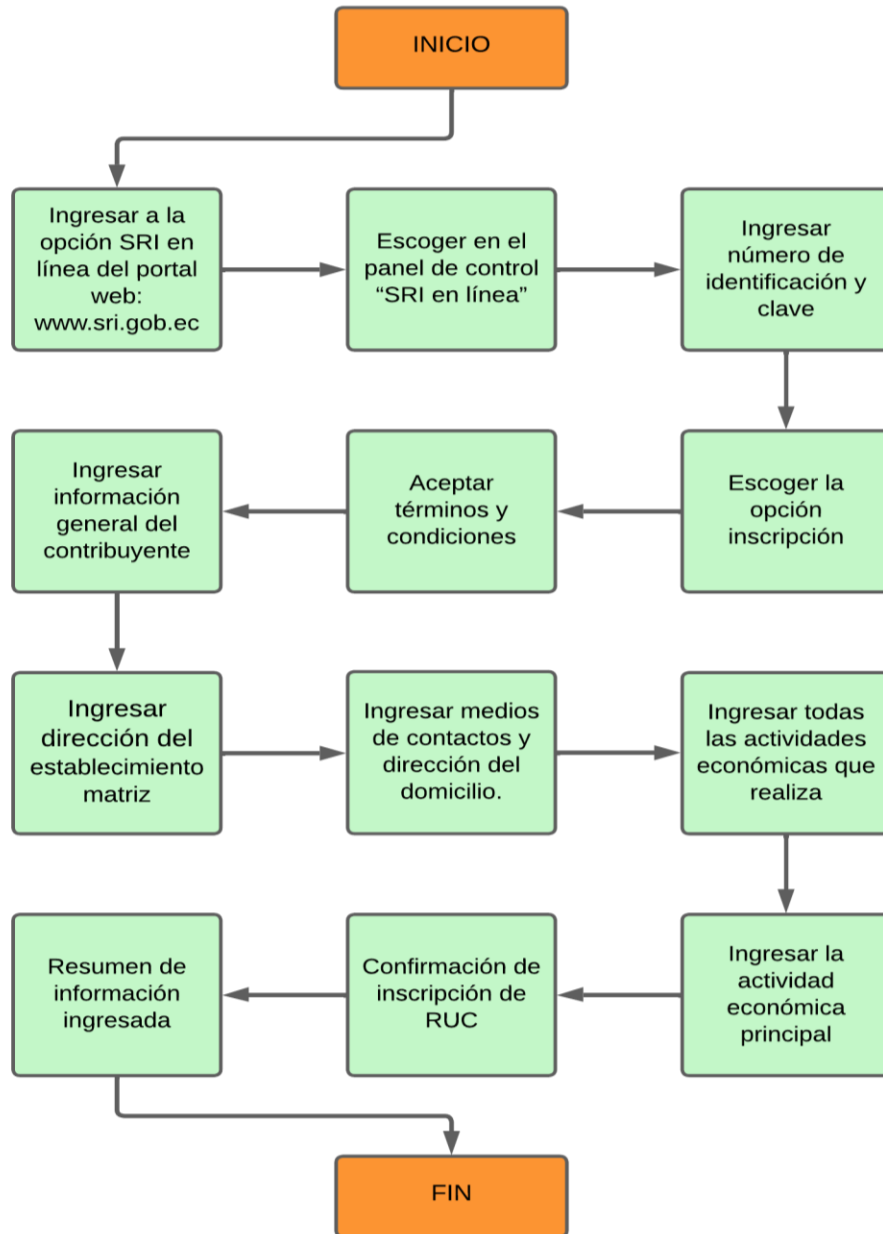 INICIO
Ingresar a la
opción SRI en
línea del portal
web:
www.sri.gob.ec
Escoger en el
panel de control
“SRI en línea”
Ingresar
número de
identificación y
clave
Escoger la
opción
inscripción
Aceptar
términos y
condiciones
Ingresar
información
general del
contribuyente
Ingresar
dirección del
establecimiento
matriz
Ingresar medios
de contactos y
dirección del
domicilio.
Ingresar todas
las actividades
económicas que
realiza
Ingresar la
actividad
económica
principal
Confirmación de
inscripción de
RUC
Resumen de
información
ingresada
FIN